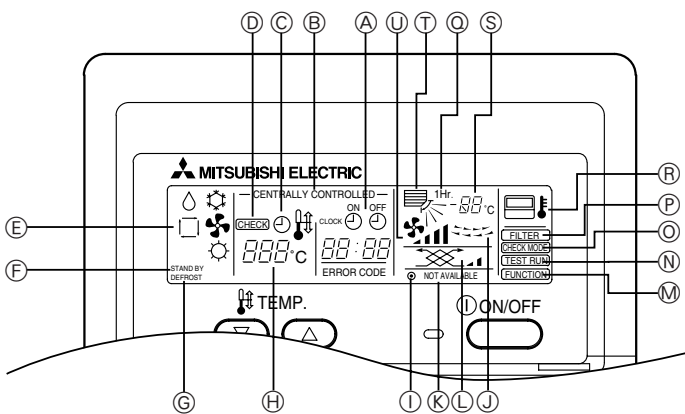 Ⓓ Ⓒ Ⓑ Ⓐ Ⓤ Ⓣ Ⓠ Ⓢ
MITSUBISHI ELECTRIC
CENTRALLY CONTROLLED
1Hr.
ON OFF
-88°C
Ⓡ
CHECK
CLOCK
Ⓔ
FILTER
Ⓟ
CHECK MODE
Ⓞ
888°C
88:88
TEST RUN
Ⓝ
Ⓕ
STAND BY
DEFROST
ERROR CODE
NOT AVAILABLE
FUNCTION
Ⓜ
TEMP.
ON/OFF
Ⓖ Ⓗ Ⓘ Ⓚ Ⓛ Ⓙ